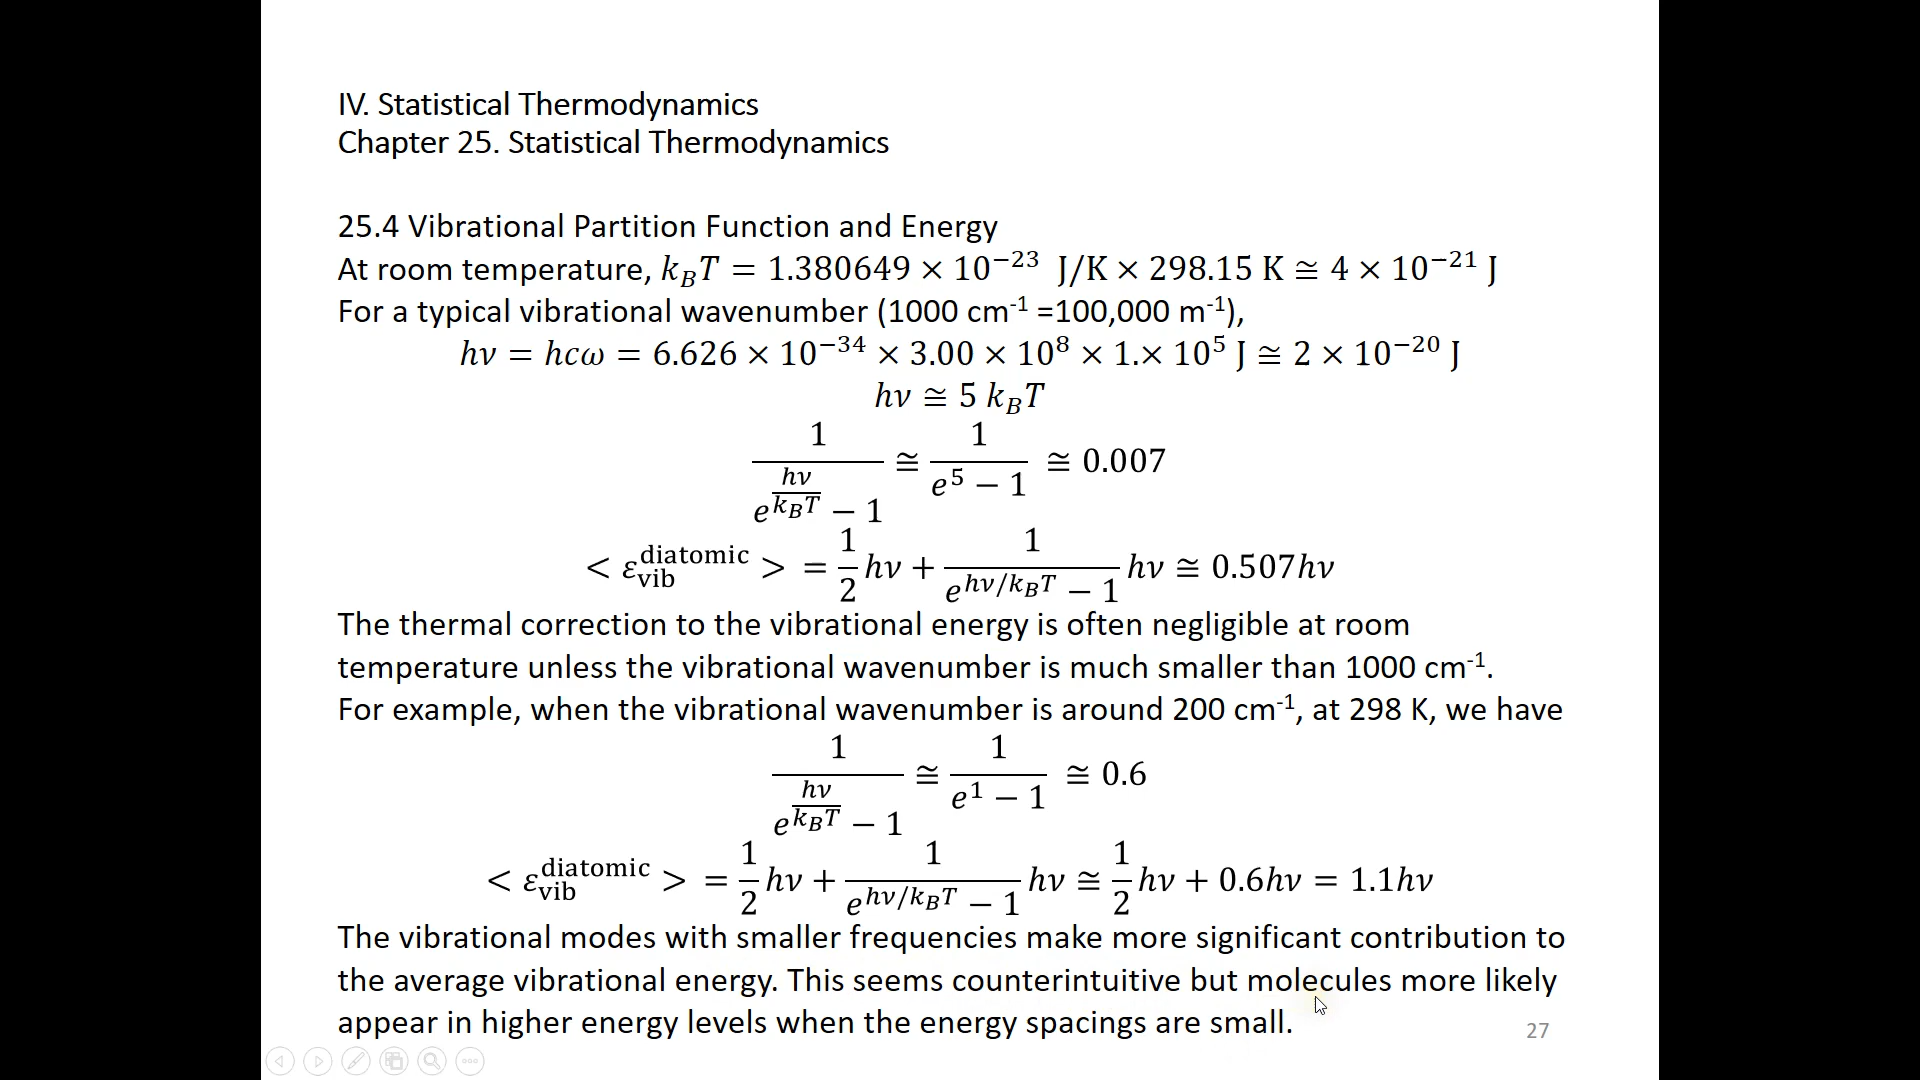 IV. Statistical Thermodynamics
Chapter 25. Statistical Thermodynamics
25.4 Vibrational Partition Function and Energy
At room temperature, k_B T = 1.380649 × 10^−23 J/K × 298.15 K ≅ 4 × 10^−21 J
For a typical vibrational wavenumber (1000 cm^-1 =100,000 m^-1),
hν = hcω = 6.626 × 10^−34 × 3.00 × 10^8 × 1.× 10^5 J ≅ 2 × 10^−20 J
hν ≅ 5 k_B T
1/(e^(hν/k_B T) − 1) ≅ 1/(e^5 − 1) ≅ 0.007
< ε_vib^diatomic > = 1/2 hν + 1/(e^(hν/k_B T) − 1) hν ≅ 0.507hν
The thermal correction to the vibrational energy is often negligible at room
temperature unless the vibrational wavenumber is much smaller than 1000 cm^-1.
For example, when the vibrational wavenumber is around 200 cm^-1, at 298 K, we have
1/(e^(hν/k_B T) − 1) ≅ 1/(e^1 − 1) ≅ 0.6
< ε_vib^diatomic > = 1/2 hν + 1/(e^(hν/k_B T) − 1) hν ≅ 1/2 hν + 0.6hν = 1.1hν
The vibrational modes with smaller frequencies make more significant contribution to
the average vibrational energy. This seems counterintuitive but molecules more likely
appear in higher energy levels when the energy spacings are small.
27